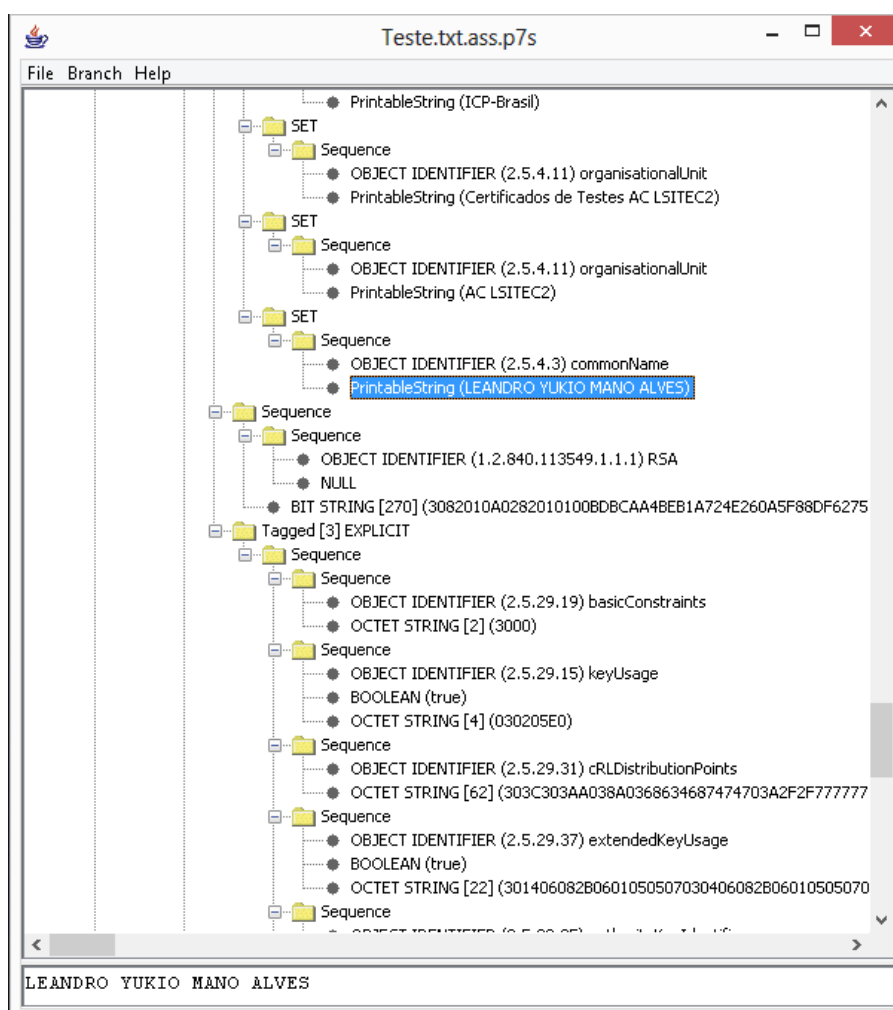 Teste.txt.ass.p7s
File Branch Help
PrintableString (ICP-Brasil)
SET
Sequence
OBJECT IDENTIFIER (2.5.4.11) organisationalUnit
PrintableString (Certificados de Testes AC LSITEC2)
SET
Sequence
OBJECT IDENTIFIER (2.5.4.11) organisationalUnit
PrintableString (AC LSITEC2)
SET
Sequence
OBJECT IDENTIFIER (2.5.4.3) commonName
PrintableString (LEANDRO YUKIO MANO ALVES)
Sequence
Sequence
OBJECT IDENTIFIER (1.2.840.113549.1.1.1) RSA
NULL
BIT STRING [270] (3082010A0282010100BDBCAA4BEB1A724E260A5F88DF6275
Tagged [3] EXPLICIT
Sequence
Sequence
OBJECT IDENTIFIER (2.5.29.19) basicConstraints
OCTET STRING [2] (3000)
Sequence
OBJECT IDENTIFIER (2.5.29.15) keyUsage
BOOLEAN (true)
OCTET STRING [4] (030205E0)
Sequence
OBJECT IDENTIFIER (2.5.29.31) cRLDistributionPoints
OCTET STRING [62] (303C303AA038A0368634687474703A2F2F777777
Sequence
OBJECT IDENTIFIER (2.5.29.37) extendedKeyUsage
BOOLEAN (true)
OCTET STRING [22] (301406082B0601050507030406082B06010505070
Sequence
LEANDRO YUKIO MANO ALVES